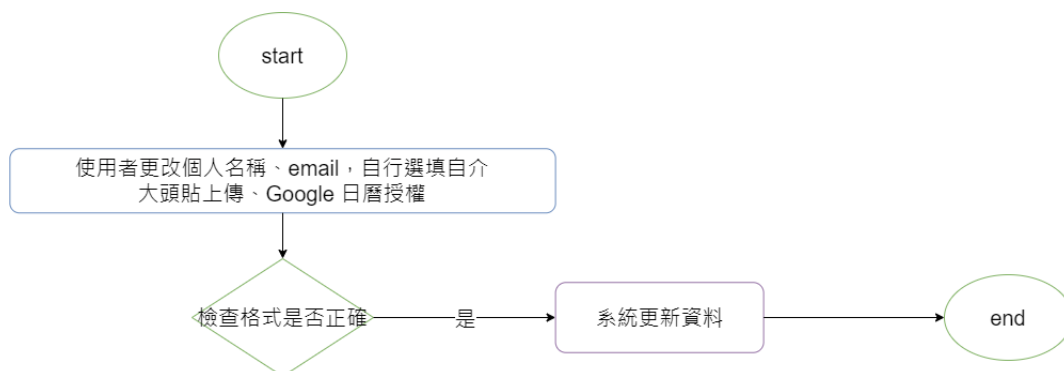 start
使用者更改個人名稱、email，自行選填自介
大頭貼上傳、Google 日曆授權
檢查格式是否正確
是
系統更新資料
end